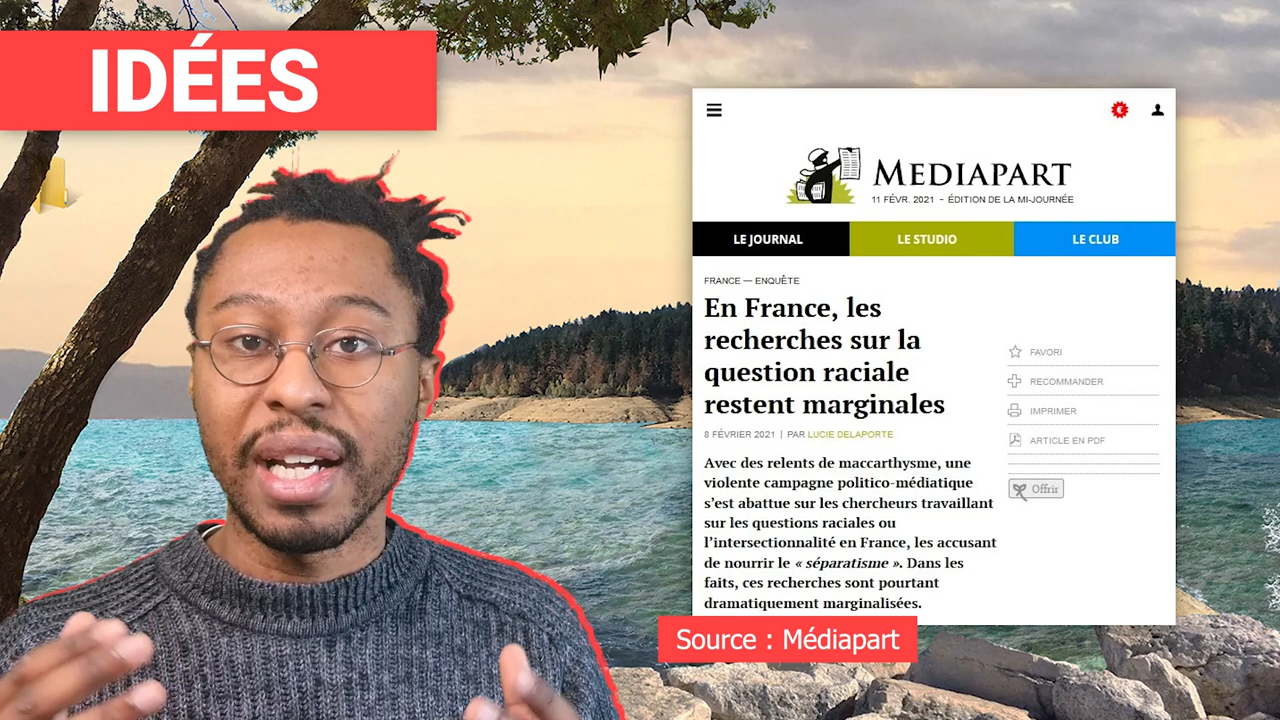 IDÉES
MEDIAPART
11 FÉVR. 2021 - ÉDITION DE LA MI-JOURNÉE
LE JOURNAL
LE STUDIO
LE CLUB
FRANCE — ENQUÊTE
En France, les
recherches sur la
question raciale
restent marginales
8 FÉVRIER 2021 | PAR LUCIE DELAPORTE
Avec des relents de maccarthysme, une
violente campagne politico-médiatique
s'est abattue sur les chercheurs travaillant
sur les questions raciales ou
l'intersectionnalité en France, les accusant
de nourrir le « séparatisme ». Dans les
faits, ces recherches sont pourtant
dramatiquement marginalisées.
FAVORI
RECOMMANDER
IMPRIMER
ARTICLE EN PDF
Offrir
Source : Médiapart